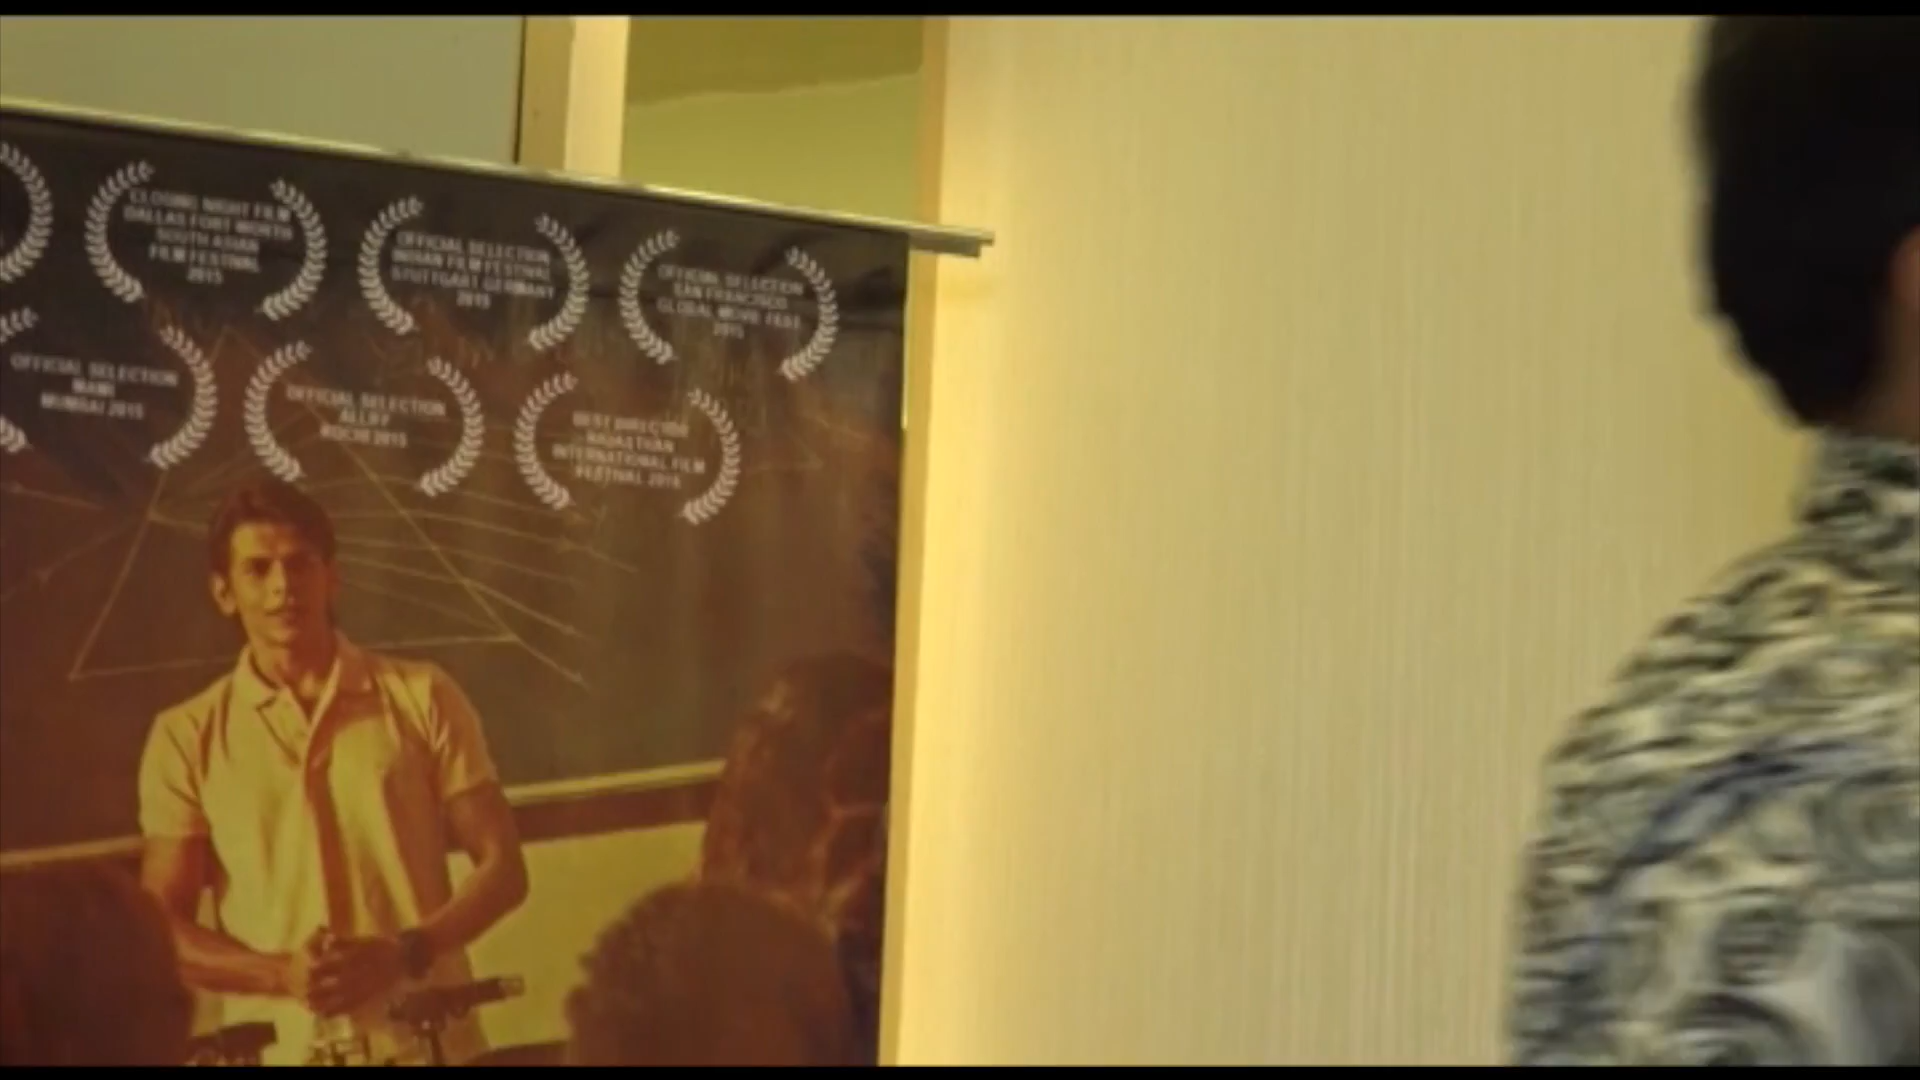 CLOSING NIGHT FILM
DALLAS FORT WORTH
SOUTH ASIAN
FILM FESTIVAL
2015
OFFICIAL SELECTION
INDIAN FILM FESTIVAL
STUTTGART GERMANY
2015
OFFICIAL SELECTION
SAN FRANCISCO
GLOBAL MOVIE FEST
2015
OFFICIAL SELECTION
MAMI
MUMBAI 2015
OFFICIAL SELECTION
KOCHI 2015
BEST DIRECTOR
RAJASTHAN
INTERNATIONAL FILM
FESTIVAL 2016